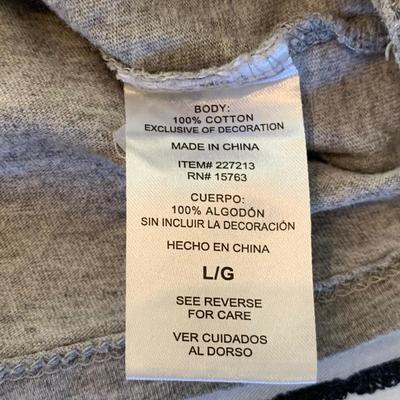 BODY:
100% COTTON
EXCLUSIVE OF DECORATION
MADE IN CHINA
ITEM# 227213
RN# 15763
CUERPO:
100% ALGODÓN
SIN INCLUIR LA DECORACIÓN
HECHO EN CHINA
L/G
SEE REVERSE
FOR CARE
VER CUIDADOS
AL DORSO